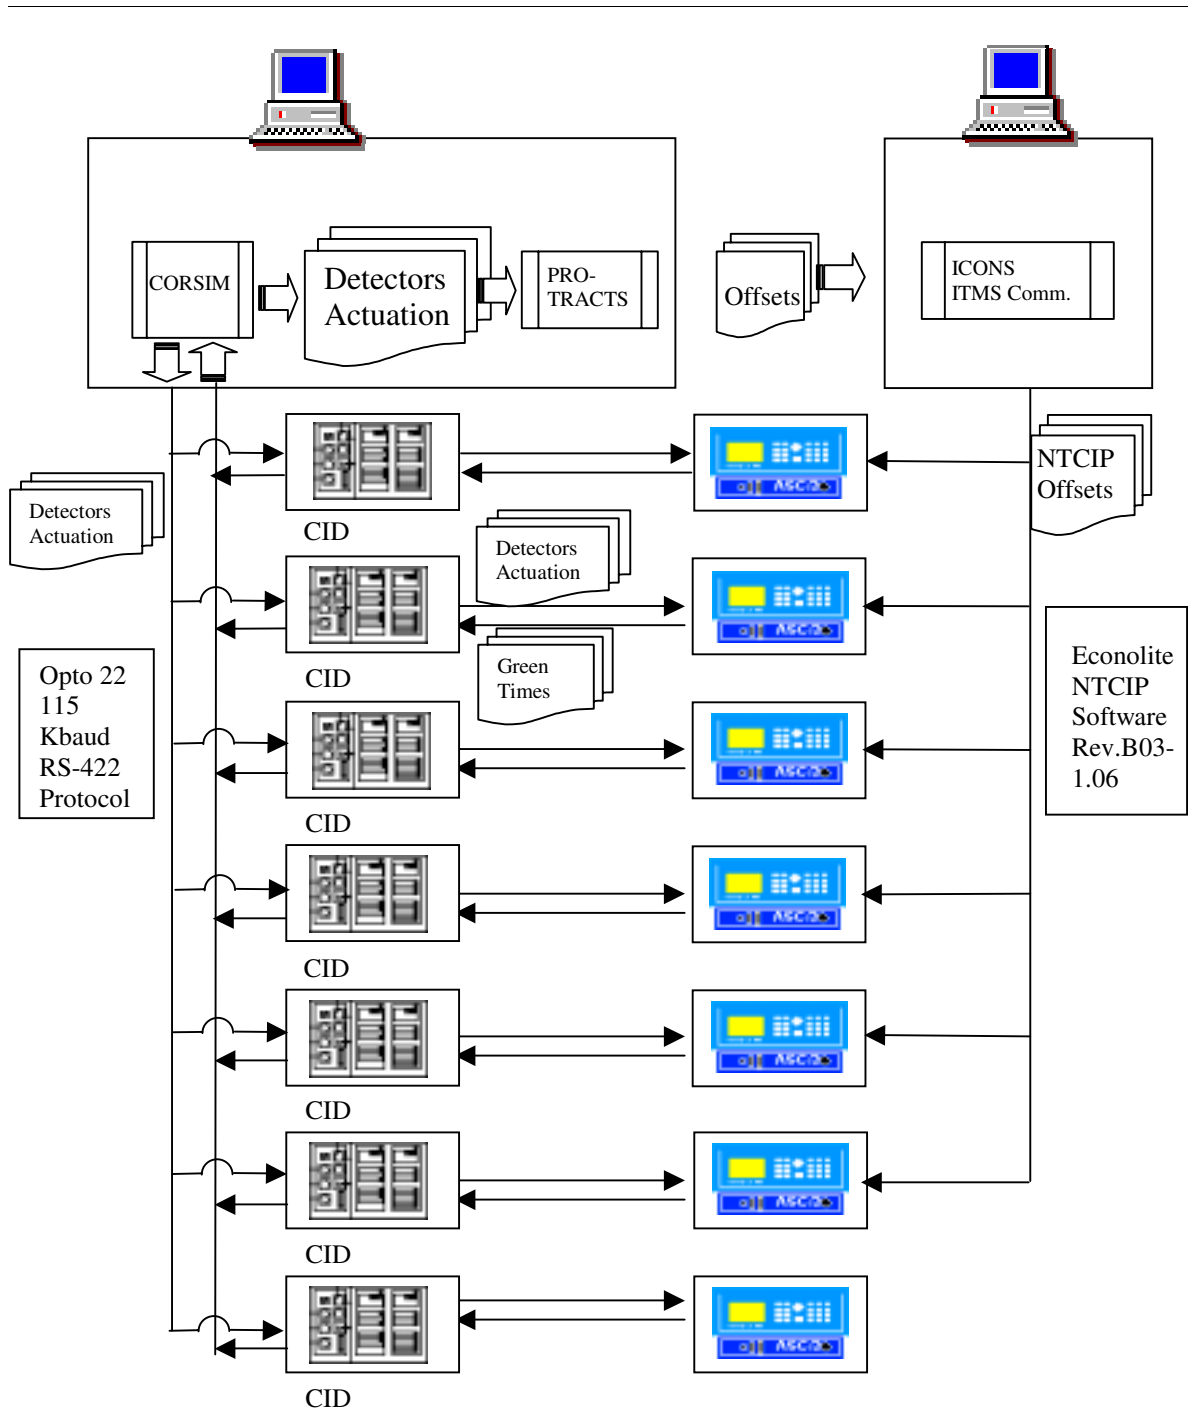 CORSIM
Detectors
Actuation
PRO-
TRACTS
Offsets
ICONS
ITMS Comm.
NTCIP
Offsets
Detectors
Actuation
CID
Detectors
Actuation
CID
Green
Times
Opto 22
115
Kbaud
RS-422
Protocol
Econolite
NTCIP
Software
Rev.B03-
1.06
CID
CID
CID
CID
CID